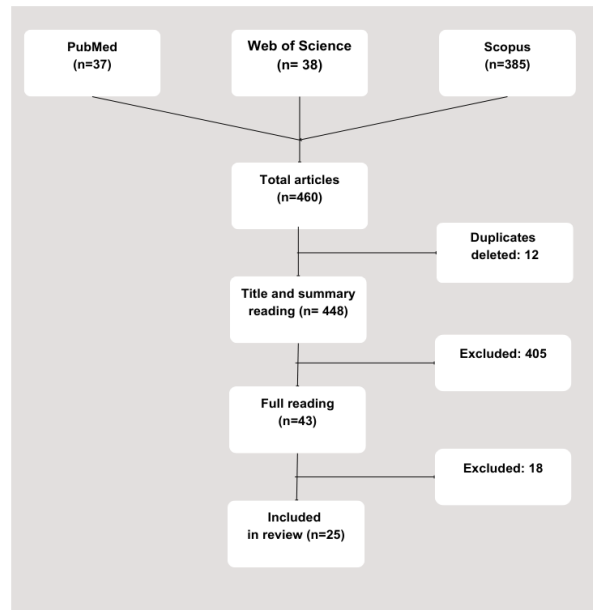 PubMed
(n=37)
Web of Science
(n= 38)
Scopus
(n=385)
Total articles
(n=460)
Duplicates
deleted: 12
Title and summary
reading (n= 448)
Excluded: 405
Full reading
(n=43)
Excluded: 18
Included
in review (n=25)